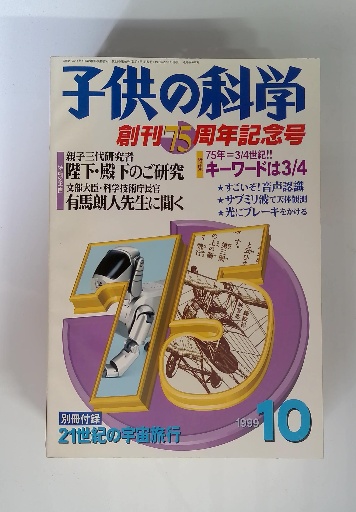 子供の科学
創刊75周年記念号
親子三代研究者
陛下・殿下のご研究
文部大臣・科学技術庁長官
有馬朗人先生に聞く
75年=3/4世紀!!
キーワードは3/4
★すごいぞ!音声認識
★サブミリ波で天体観測
★光にブレーキをかける
75
別冊付録
21世紀の宇宙旅行
1999 10